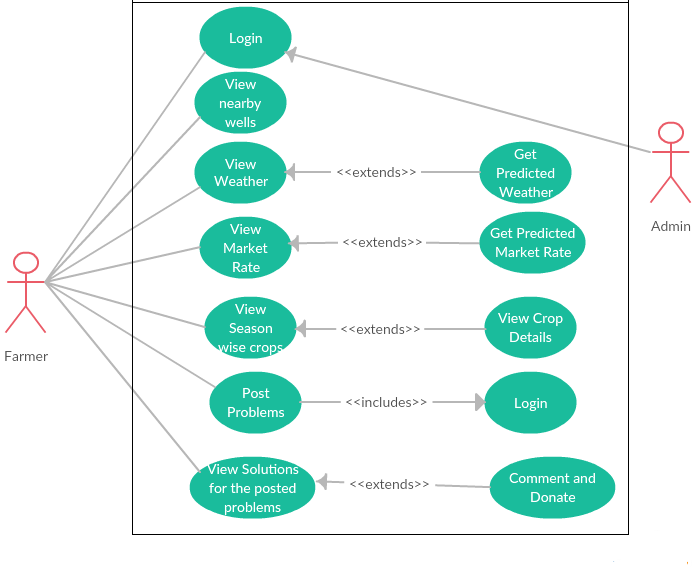 Login
View
nearby
wells
View
Weather
<<extends>>
Get
Predicted
Weather
Admin
View
Market
Rate
<<extends>>
Get Predicted
Market Rate
Farmer
View
Season
wise crops
<<extends>>
View Crop
Details
Post
Problems
<<includes>>
Login
View Solutions
for the posted
problems
<<extends>>
Comment and
Donate